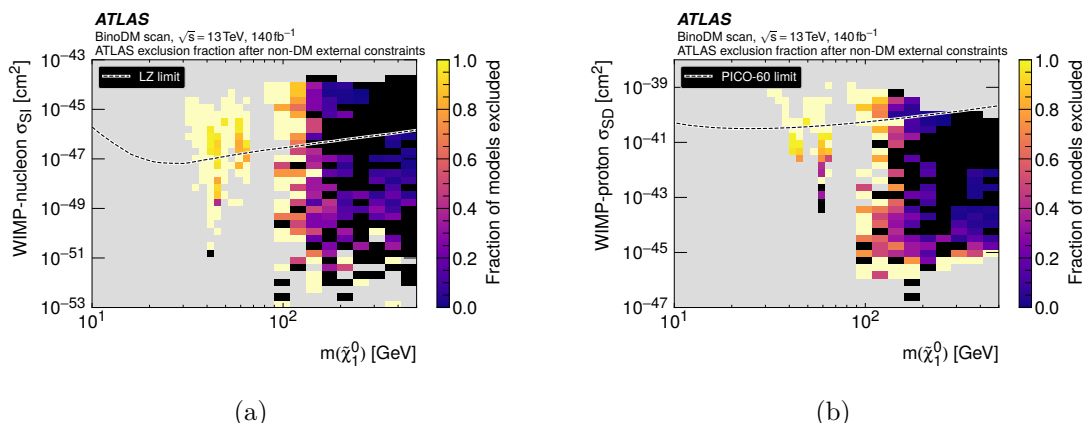 ATLAS
BinoDM scan, √s = 13 TeV, 140 fb⁻¹
ATLAS exclusion fraction after non-DM external constraints
LZ limit
WIMP-nucleon σ_SI [cm²]
10⁻⁴³
10⁻⁴⁵
10⁻⁴⁷
10⁻⁴⁹
10⁻⁵¹
10⁻⁵³
10¹
10²
m(χ̃₁⁰) [GeV]
1.0
0.8
0.6
0.4
0.2
0.0
Fraction of models excluded
(a)
ATLAS
BinoDM scan, √s = 13 TeV, 140 fb⁻¹
ATLAS exclusion fraction after non-DM external constraints
PICO-60 limit
WIMP-proton σ_SD [cm²]
10⁻³⁹
10⁻⁴¹
10⁻⁴³
10⁻⁴⁵
10⁻⁴⁷
10¹
10²
m(χ̃₁⁰) [GeV]
1.0
0.8
0.6
0.4
0.2
0.0
Fraction of models excluded
(b)